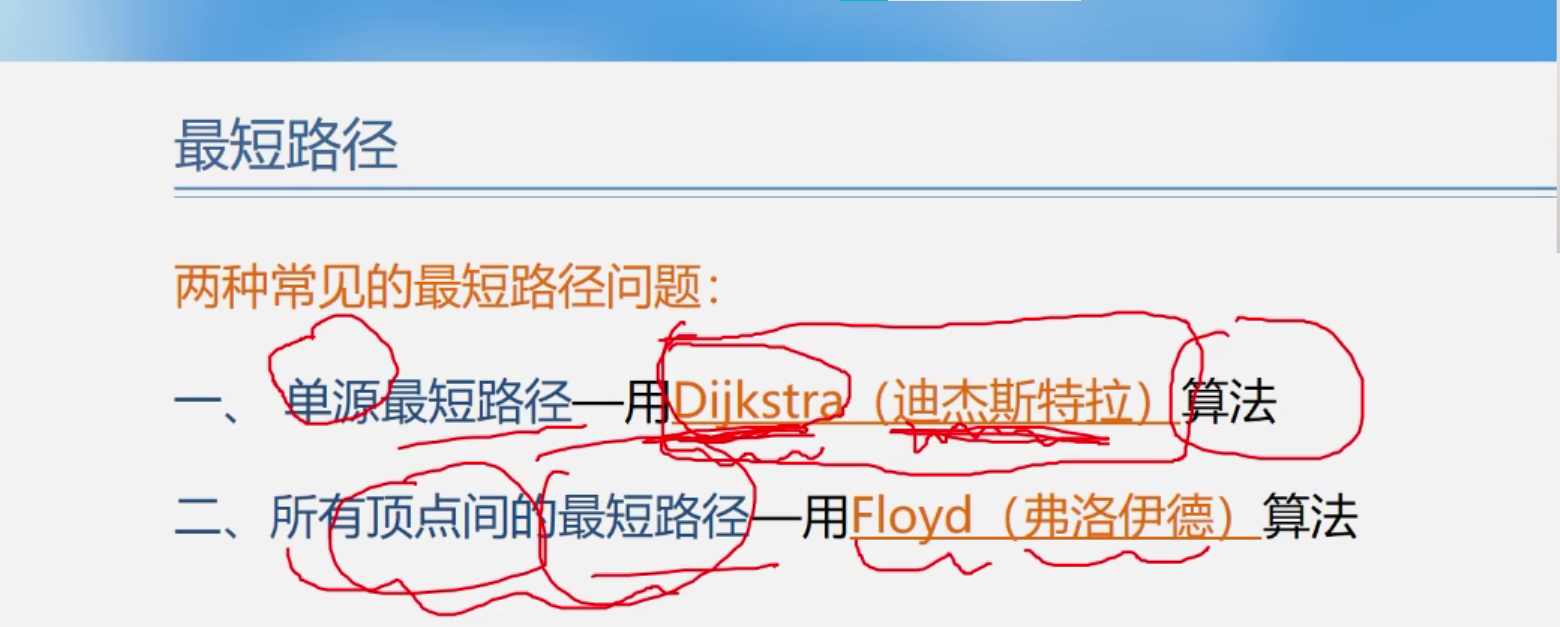 最短路径
两种常见的最短路径问题：
一、 单源最短路径—用Dijkstra（迪杰斯特拉）算法
二、所有顶点间的最短路径—用Floyd（弗洛伊德）算法